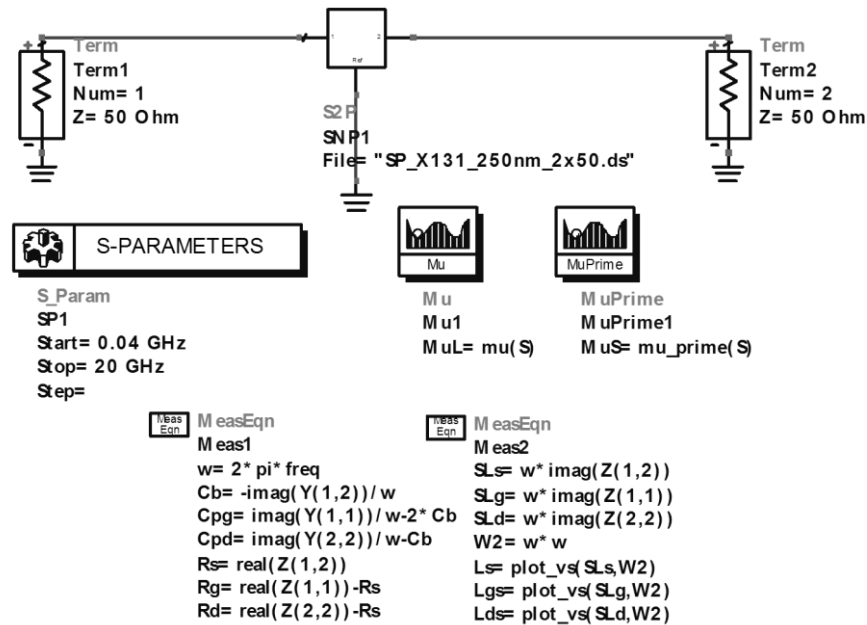 Term
Term1
Num= 1
Z= 50 Ohm
1
2
Ref
S2P
SNP1
File= "SP_X131_250nm_2x50.ds"
Term
Term2
Num= 2
Z= 50 Ohm
S-PARAMETERS
S_Param
SP1
Start= 0.04 GHz
Stop= 20 GHz
Step=
Mu
Mu
Mu1
MuL= mu(S)
MuPrime
MuPrime
MuPrime1
MuS= mu_prime(S)
Meas
Eqn
MeasEqn
Meas1
w= 2* pi* freq
Cb= -imag(Y(1,2))/w
Cpg= imag(Y(1,1))/w-2* Cb
Cpd= imag(Y(2,2))/w-Cb
Rs= real(Z(1,2))
Rg= real(Z(1,1))-Rs
Rd= real(Z(2,2))-Rs
Meas
Eqn
MeasEqn
Meas2
SLs= w* imag(Z(1,2))
SLg= w* imag(Z(1,1))
SLd= w* imag(Z(2,2))
W2= w* w
Ls= plot_vs(SLs,W2)
Lgs= plot_vs(SLg,W2)
Lds= plot_vs(SLd,W2)